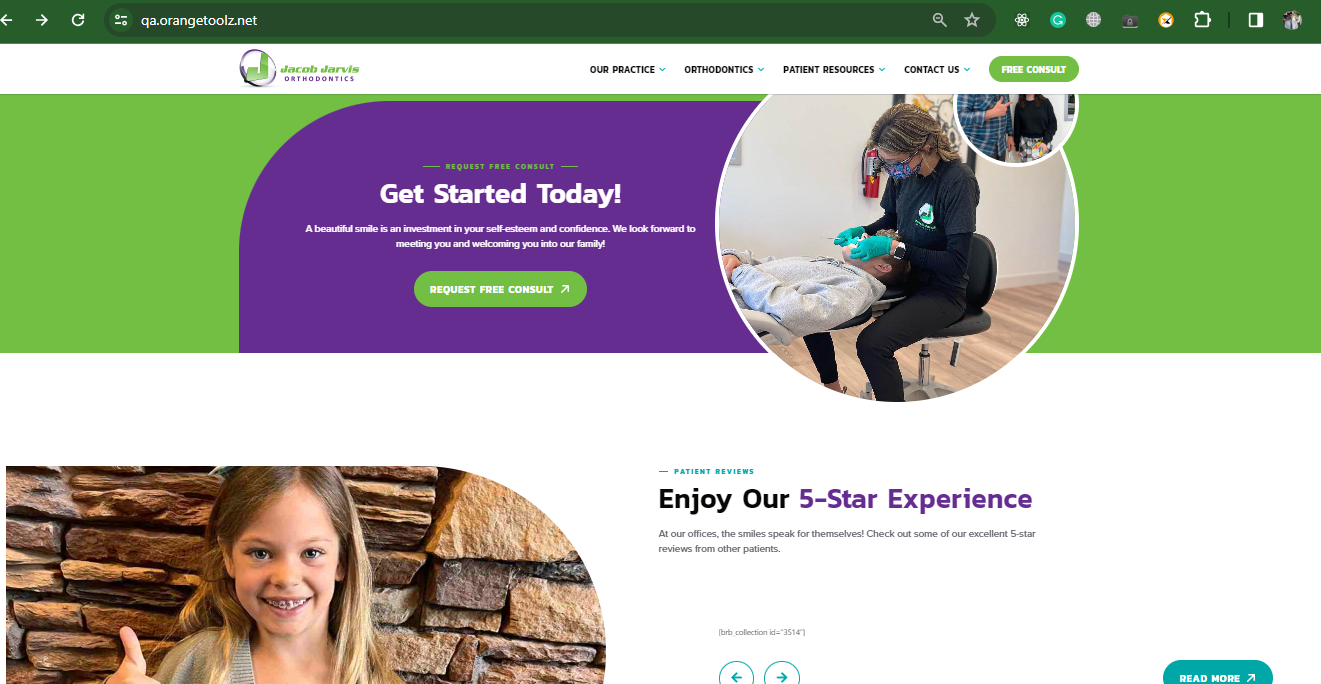 qa.orangetoolz.net
Jacob Jarvis
ORTHODONTICS
OUR PRACTICE
ORTHODONTICS
PATIENT RESOURCES
CONTACT US
FREE CONSULT
REQUEST FREE CONSULT
Get Started Today!
A beautiful smile is an investment in your self-esteem and confidence. We look forward to
meeting you and welcoming you into our family!
REQUEST FREE CONSULT
PATIENT REVIEWS
Enjoy Our 5-Star Experience
At our offices, the smiles speak for themselves! Check out some of our excellent 5-star
reviews from other patients.
[brb_collection id="3514"]
READ MORE